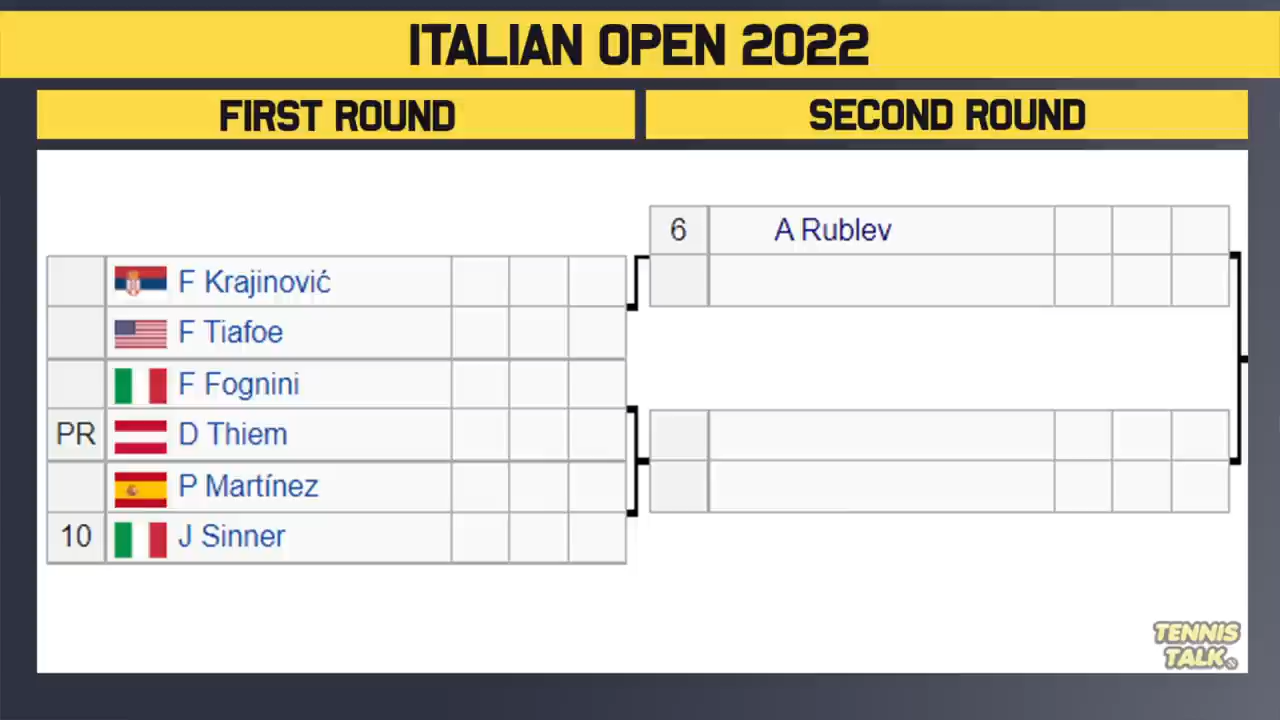 ITALIAN OPEN 2022
FIRST ROUND
SECOND ROUND
6 A Rublev
F Krajinović
F Tiafoe
F Fognini
PR D Thiem
P Martínez
10 J Sinner
TENNIS
TALK